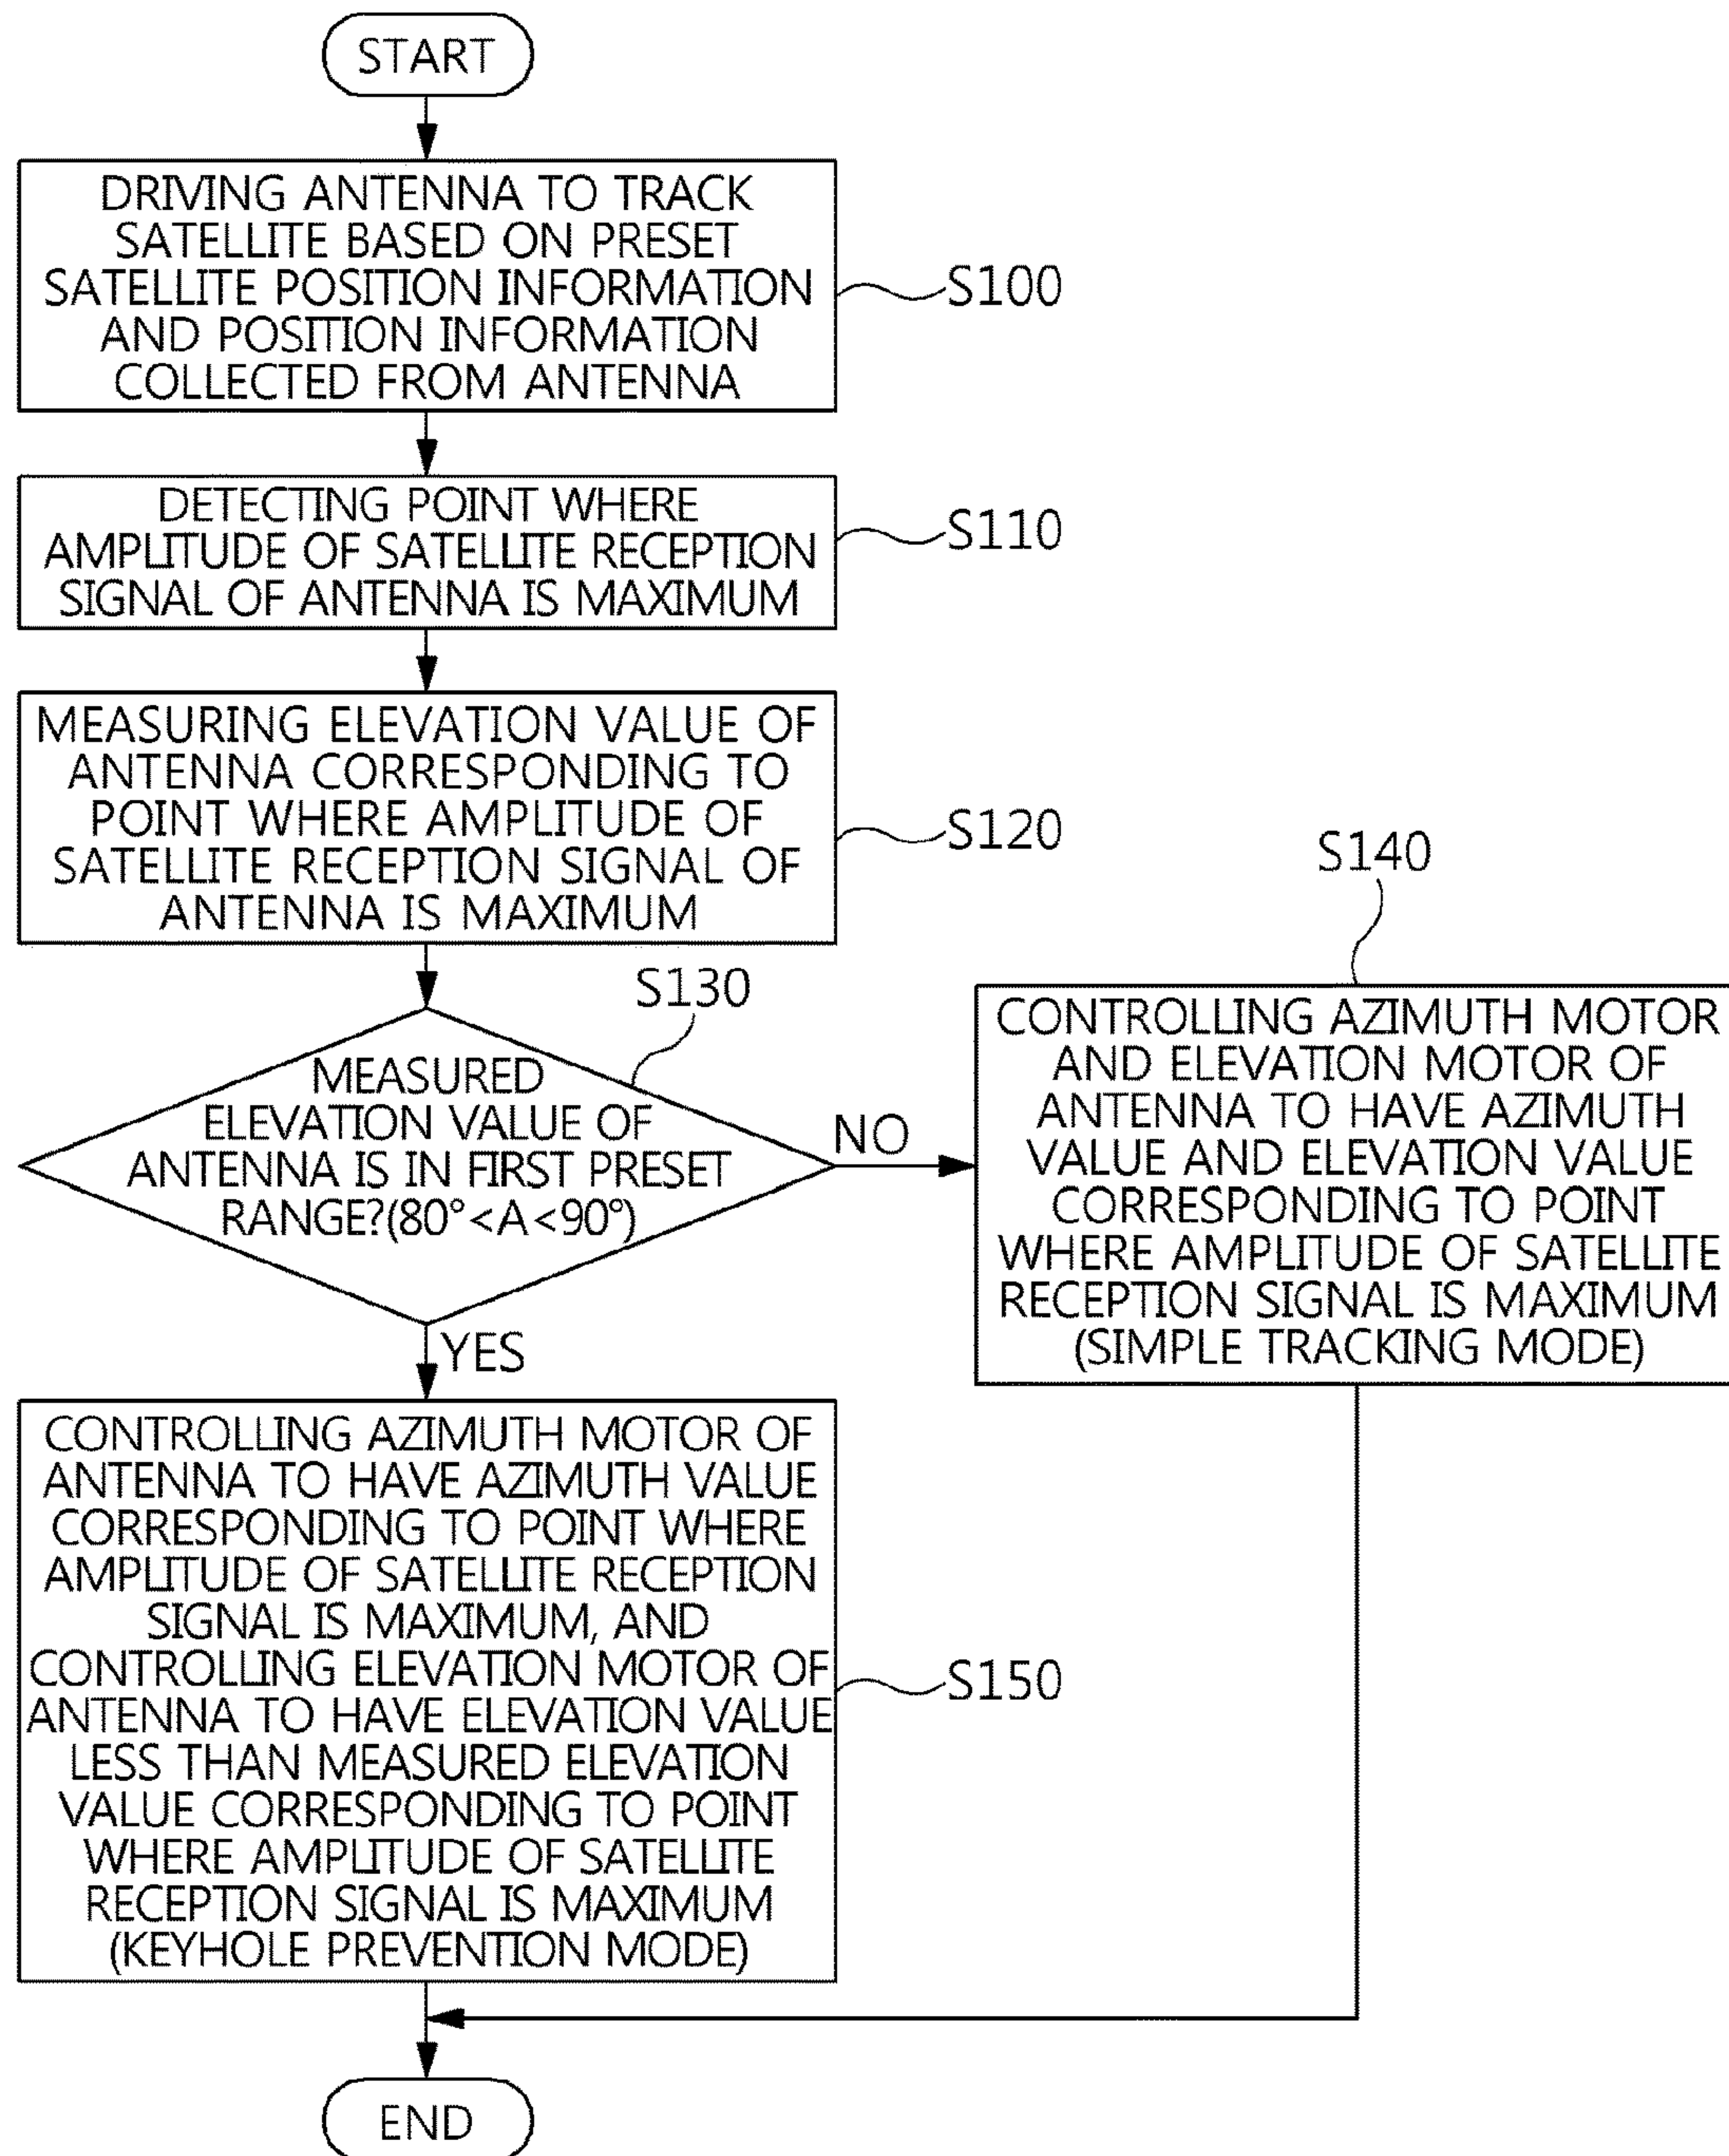 START
DRIVING ANTENNA TO TRACK
SATELLITE BASED ON PRESET
SATELLITE POSITION INFORMATION
AND POSITION INFORMATION
COLLECTED FROM ANTENNA
S100
DETECTING POINT WHERE
AMPLITUDE OF SATELLITE RECEPTION
SIGNAL OF ANTENNA IS MAXIMUM
S110
MEASURING ELEVATION VALUE OF
ANTENNA CORRESPONDING TO
POINT WHERE AMPLITUDE OF
SATELLITE RECEPTION SIGNAL OF
ANTENNA IS MAXIMUM
S120
S130
MEASURED
ELEVATION VALUE OF
ANTENNA IS IN FIRST PRESET
RANGE?(80°<A<90°)
NO
S140
CONTROLLING AZIMUTH MOTOR
AND ELEVATION MOTOR OF
ANTENNA TO HAVE AZIMUTH
VALUE AND ELEVATION VALUE
CORRESPONDING TO POINT
WHERE AMPLITUDE OF SATELLITE
RECEPTION SIGNAL IS MAXIMUM
(SIMPLE TRACKING MODE)
YES
CONTROLLING AZIMUTH MOTOR OF
ANTENNA TO HAVE AZIMUTH VALUE
CORRESPONDING TO POINT WHERE
AMPLITUDE OF SATELLITE RECEPTION
SIGNAL IS MAXIMUM, AND
CONTROLLING ELEVATION MOTOR OF
ANTENNA TO HAVE ELEVATION VALUE
LESS THAN MEASURED ELEVATION
VALUE CORRESPONDING TO POINT
WHERE AMPLITUDE OF SATELLITE
RECEPTION SIGNAL IS MAXIMUM
(KEYHOLE PREVENTION MODE)
S150
END